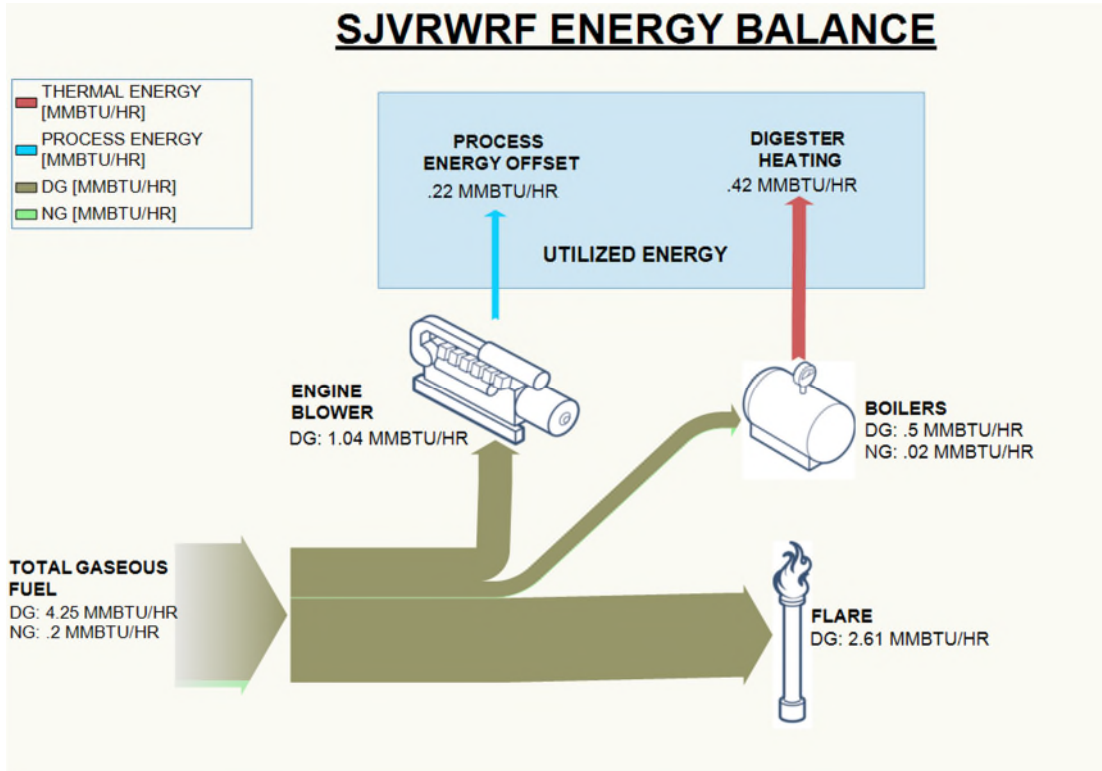 SJVRWRF ENERGY BALANCE
THERMAL ENERGY
[MMBTU/HR]
PROCESS ENERGY
[MMBTU/HR]
DG [MMBTU/HR]
NG [MMBTU/HR]
PROCESS
ENERGY OFFSET
.22 MMBTU/HR
DIGESTER
HEATING
.42 MMBTU/HR
UTILIZED ENERGY
ENGINE
BLOWER
DG: 1.04 MMBTU/HR
BOILERS
DG: .5 MMBTU/HR
NG: .02 MMBTU/HR
TOTAL GASEOUS
FUEL
DG: 4.25 MMBTU/HR
NG: .2 MMBTU/HR
FLARE
DG: 2.61 MMBTU/HR